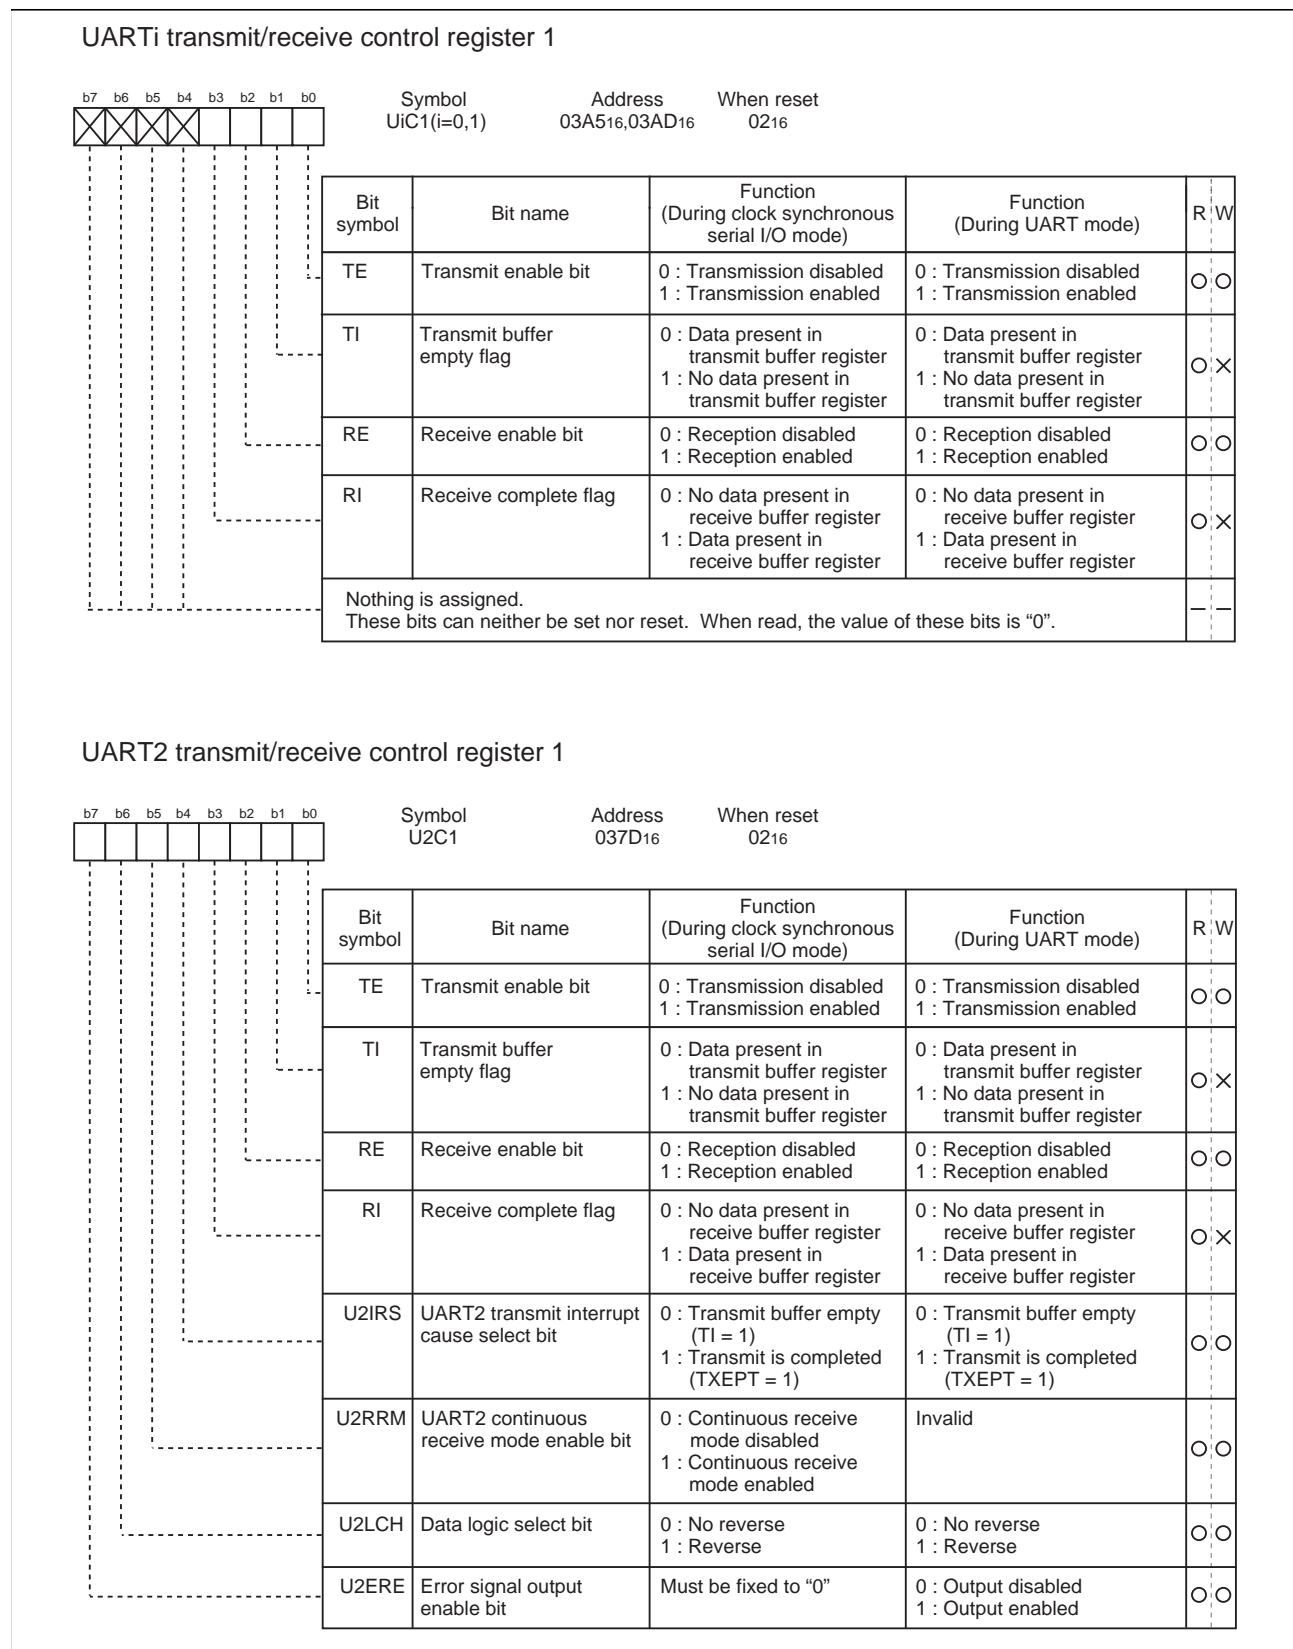 UARTi transmit/receive control register 1
b7 b6 b5 b4 b3 b2 b1 b0
Symbol Address When reset
UiC1(i=0,1) 03A516,03AD16 0216
Bit symbol Bit name Function (During clock synchronous serial I/O mode) Function (During UART mode) R W
TE Transmit enable bit 0 : Transmission disabled 0 : Transmission disabled
1 : Transmission enabled 1 : Transmission enabled
TI Transmit buffer 0 : Data present in 0 : Data present in
empty flag transmit buffer register transmit buffer register
1 : No data present in 1 : No data present in
transmit buffer register transmit buffer register
RE Receive enable bit 0 : Reception disabled 0 : Reception disabled
1 : Reception enabled 1 : Reception enabled
RI Receive complete flag 0 : No data present in 0 : No data present in
receive buffer register receive buffer register
1 : Data present in 1 : Data present in
receive buffer register receive buffer register
Nothing is assigned.
These bits can neither be set nor reset. When read, the value of these bits is “0”.
UART2 transmit/receive control register 1
b7 b6 b5 b4 b3 b2 b1 b0
Symbol Address When reset
U2C1 037D16 0216
Bit symbol Bit name Function (During clock synchronous serial I/O mode) Function (During UART mode) R W
TE Transmit enable bit 0 : Transmission disabled 0 : Transmission disabled
1 : Transmission enabled 1 : Transmission enabled
TI Transmit buffer 0 : Data present in 0 : Data present in
empty flag transmit buffer register transmit buffer register
1 : No data present in 1 : No data present in
transmit buffer register transmit buffer register
RE Receive enable bit 0 : Reception disabled 0 : Reception disabled
1 : Reception enabled 1 : Reception enabled
RI Receive complete flag 0 : No data present in 0 : No data present in
receive buffer register receive buffer register
1 : Data present in 1 : Data present in
receive buffer register receive buffer register
U2IRS UART2 transmit interrupt 0 : Transmit buffer empty 0 : Transmit buffer empty
cause select bit (TI = 1) (TI = 1)
1 : Transmit is completed 1 : Transmit is completed
(TXEPT = 1) (TXEPT = 1)
U2RRM UART2 continuous 0 : Continuous receive Invalid
receive mode enable bit mode disabled
1 : Continuous receive
mode enabled
U2LCH Data logic select bit 0 : No reverse 0 : No reverse
1 : Reverse 1 : Reverse
U2ERE Error signal output Must be fixed to “0” 0 : Output disabled
enable bit 1 : Output enabled